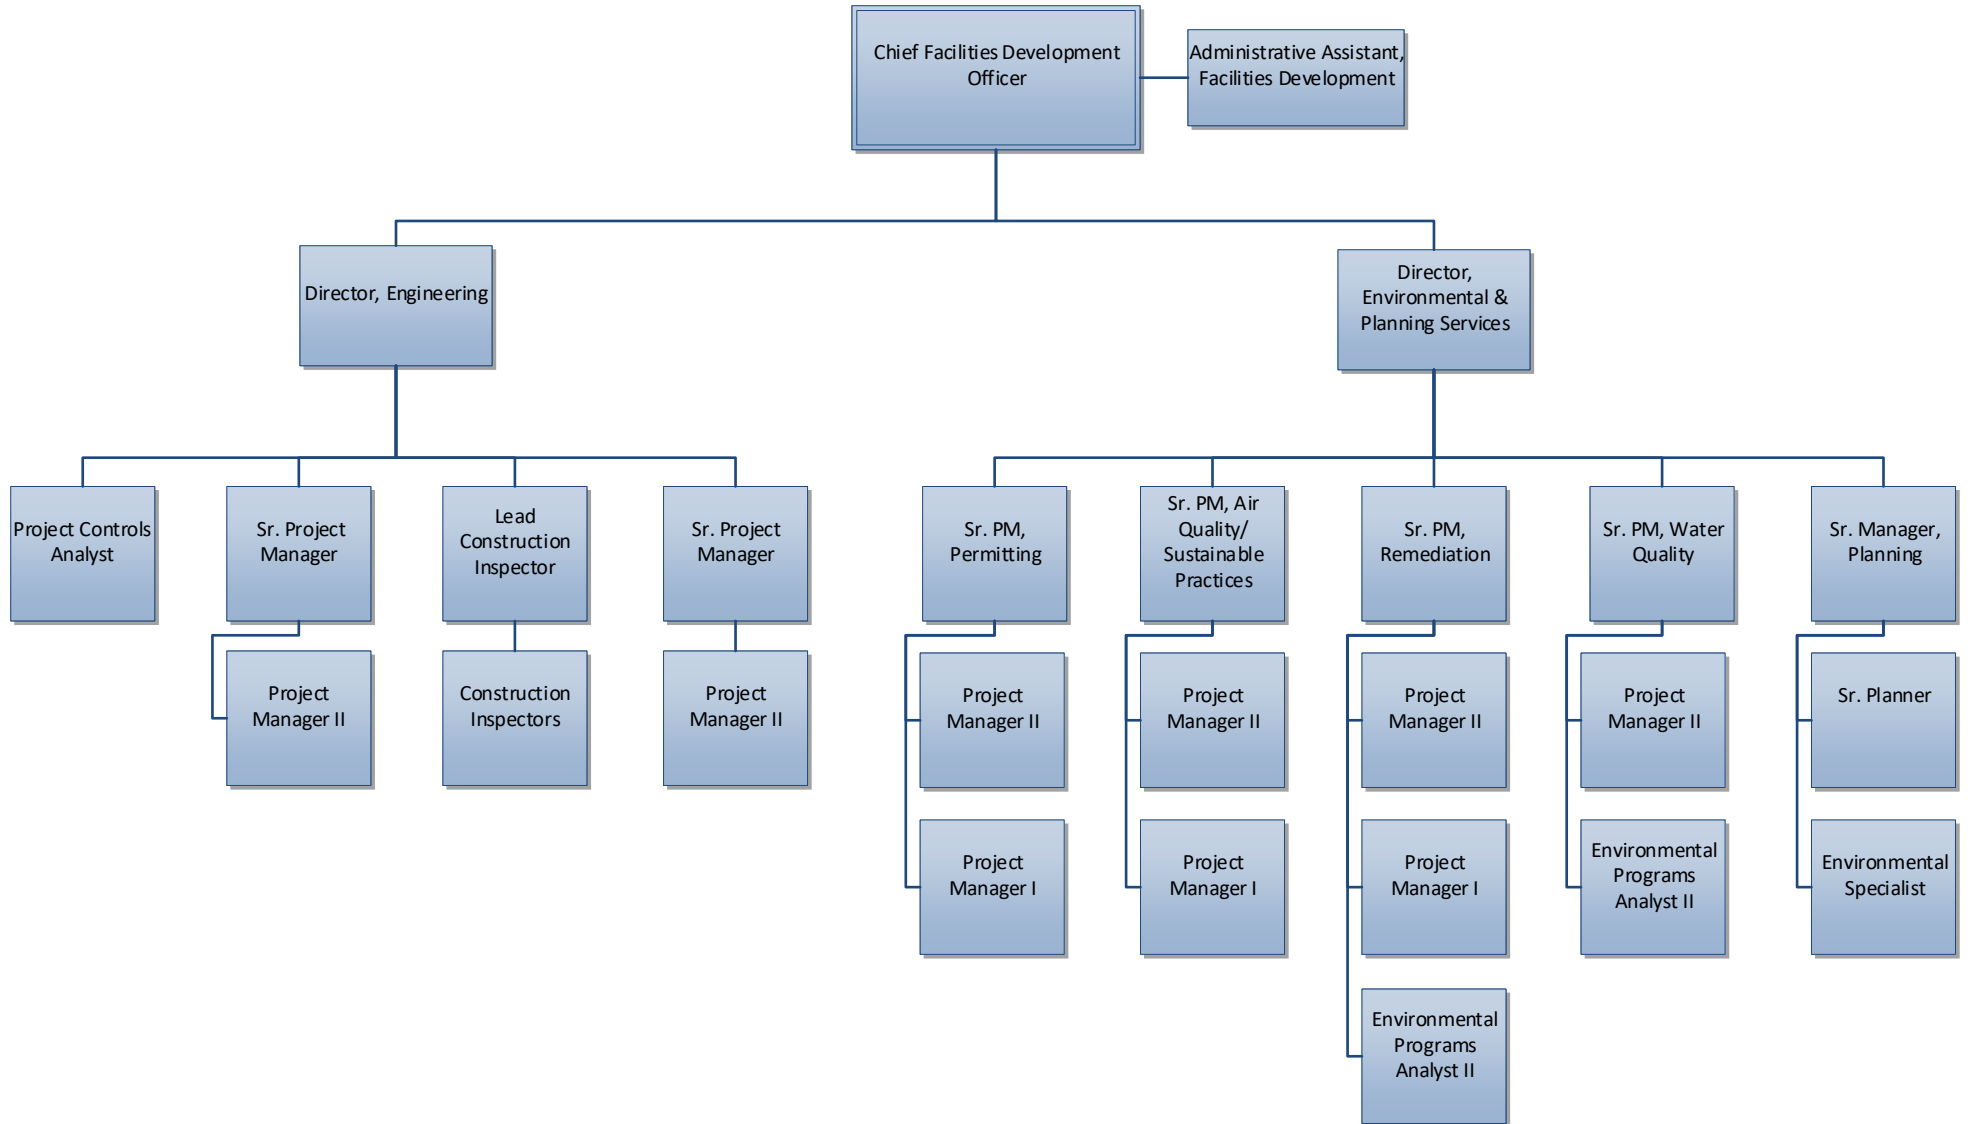 Chief Facilities Development
Officer
Administrative Assistant,
Facilities Development
Director, Engineering
Director,
Environmental &
Planning Services
Project Controls
Analyst
Sr. Project
Manager
Lead
Construction
Inspector
Sr. Project
Manager
Sr. PM,
Permitting
Sr. PM, Air
Quality/
Sustainable
Practices
Sr. PM,
Remediation
Sr. PM, Water
Quality
Sr. Manager,
Planning
Project
Manager II
Construction
Inspectors
Project
Manager II
Project
Manager II
Project
Manager II
Project
Manager II
Project
Manager II
Sr. Planner
Project
Manager I
Project
Manager I
Project
Manager I
Environmental
Programs
Analyst II
Environmental
Specialist
Environmental
Programs
Analyst II